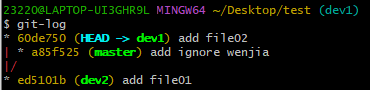 23220@LAPTOP-UI3GHR9L MINGW64 ~/Desktop/test (dev1)
$ git-log
* 60de750 (HEAD -> dev1) add file02
| * a85f525 (master) add ignore wenjia
|/
* ed5101b (dev2) add file01